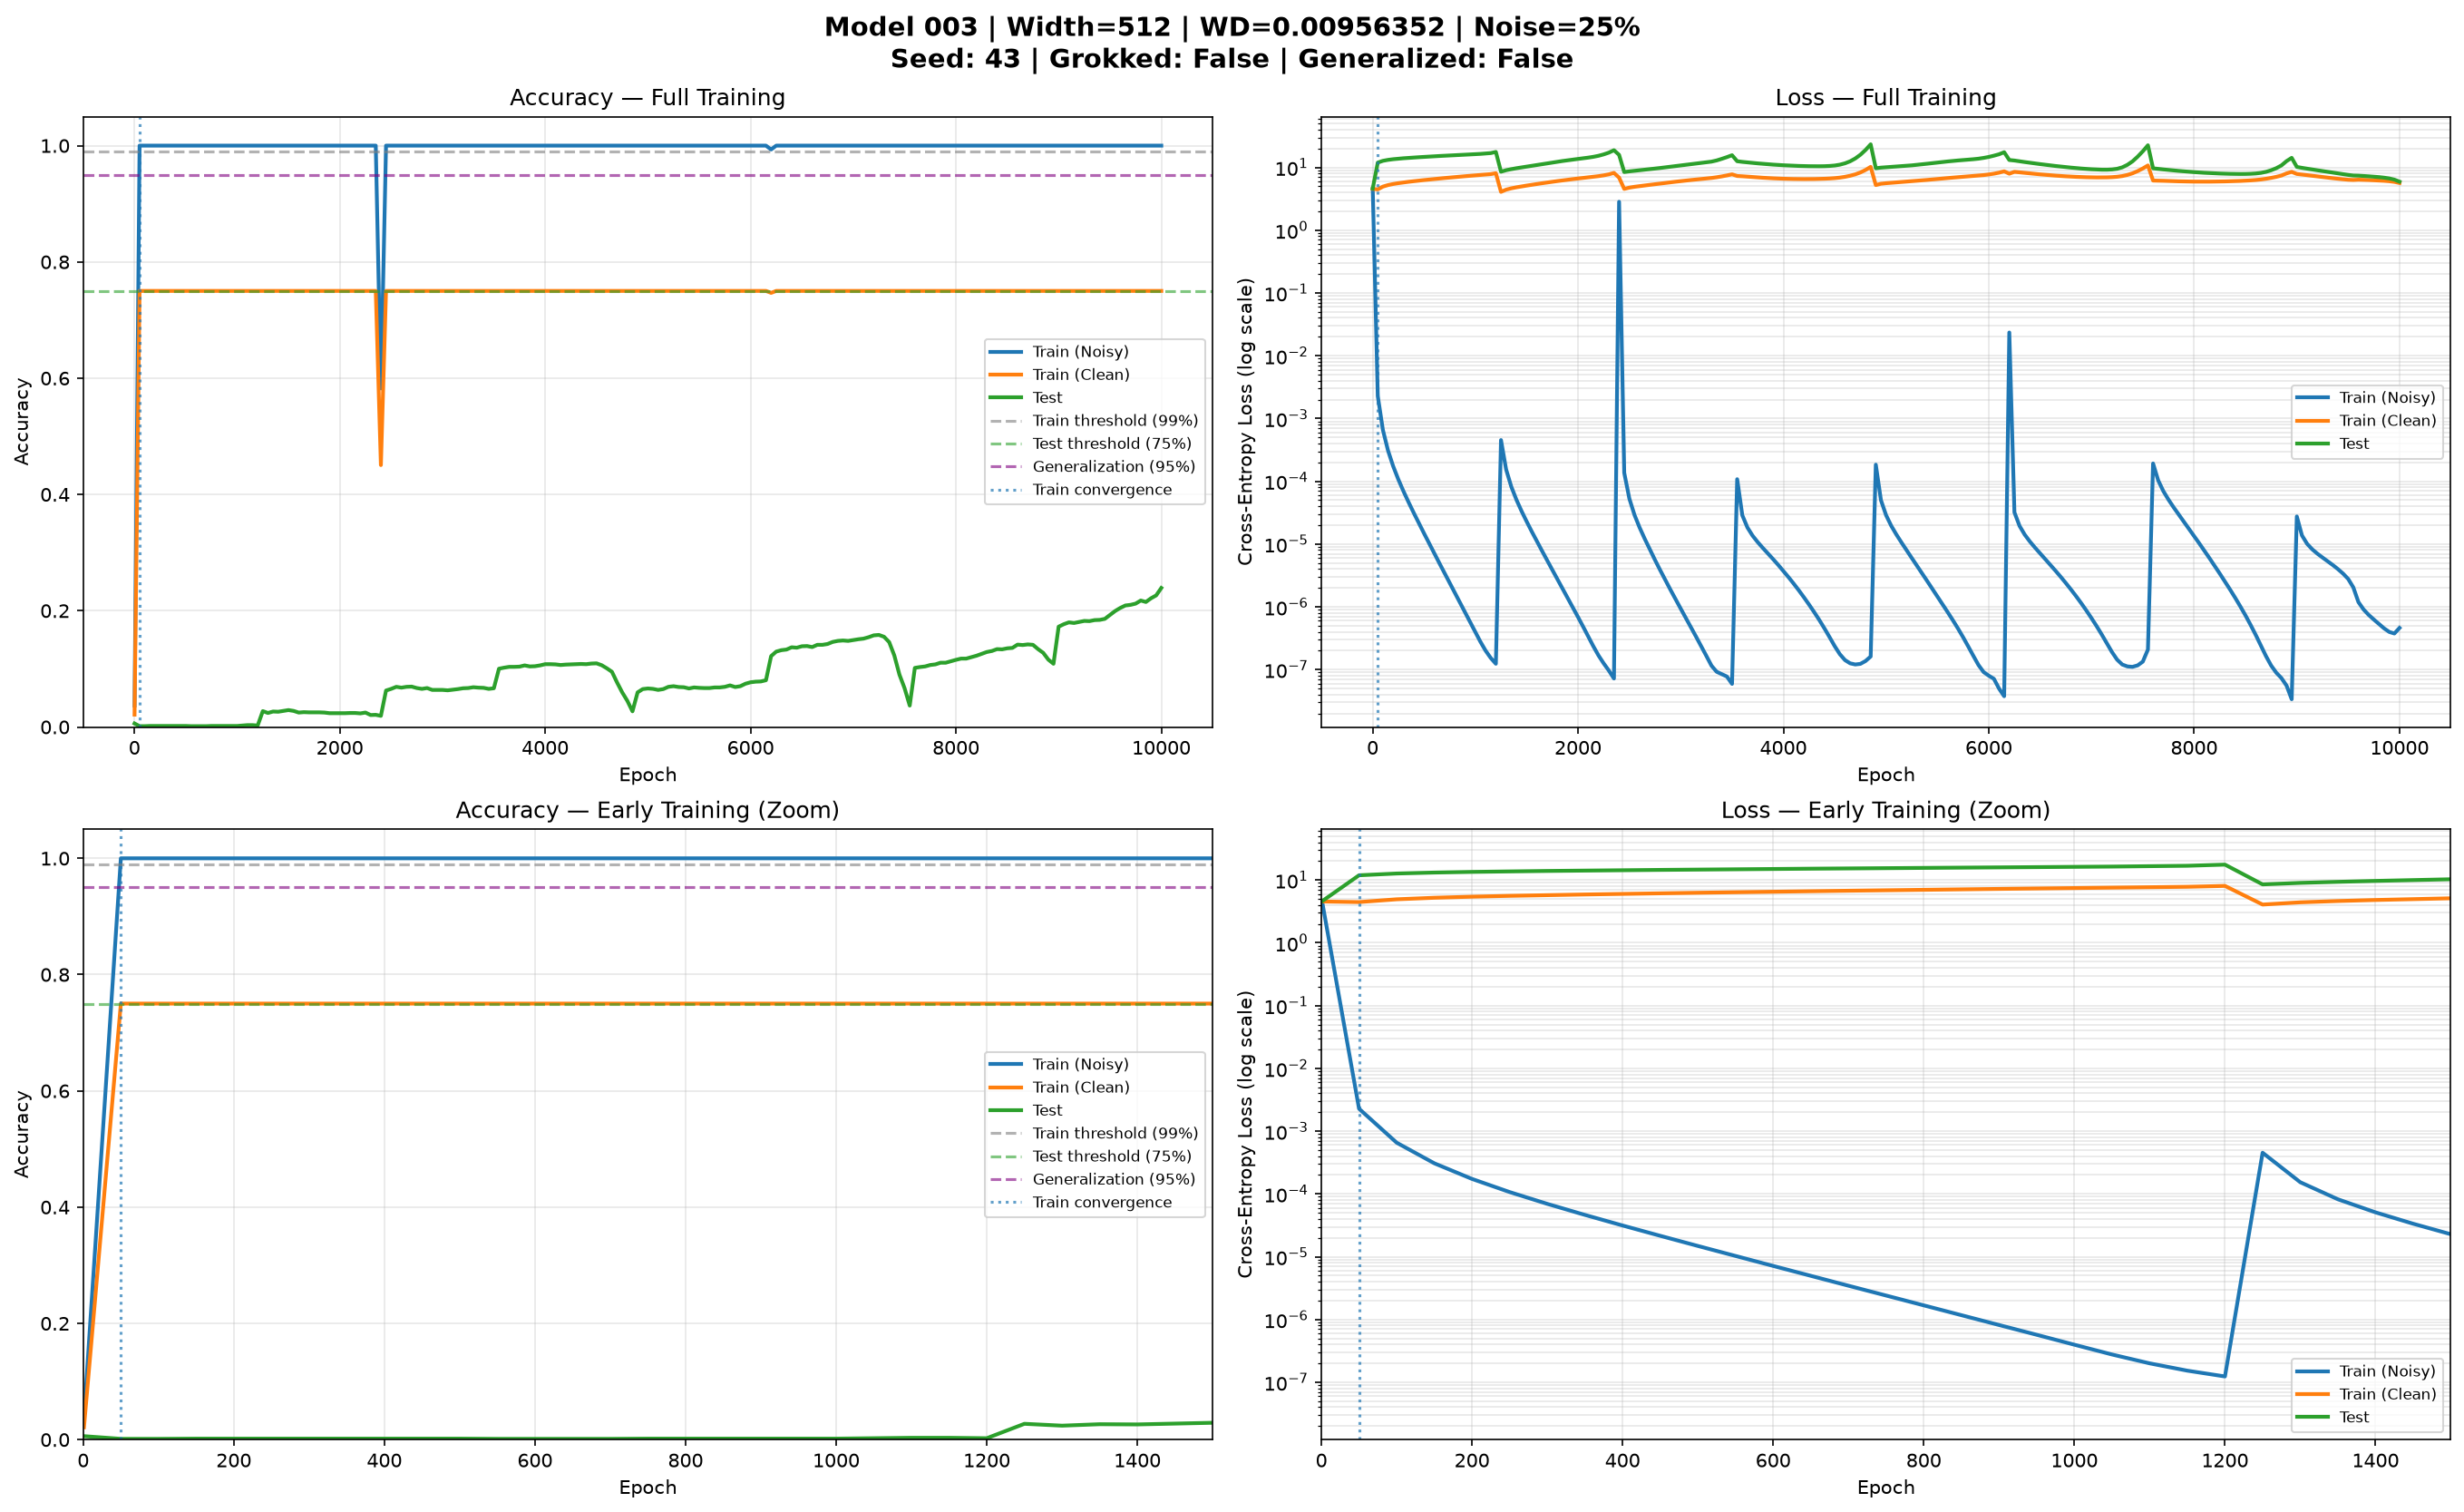 Model 003 | Width=512 | WD=0.00956352 | Noise=25%
Seed: 43 | Grokked: False | Generalized: False
Accuracy — Full Training
Accuracy
1.0
0.8
0.6
0.4
0.2
0.0
Train (Noisy)
Train (Clean)
Test
Train threshold (99%)
Test threshold (75%)
Generalization (95%)
Train convergence
0 2000 4000 6000 8000 10000
Epoch
Loss — Full Training
Cross-Entropy Loss (log scale)
10¹
10⁰
10⁻¹
10⁻²
10⁻³
10⁻⁴
10⁻⁵
10⁻⁶
10⁻⁷
Train (Noisy)
Train (Clean)
Test
0 2000 4000 6000 8000 10000
Epoch
Accuracy — Early Training (Zoom)
Accuracy
1.0
0.8
0.6
0.4
0.2
0.0
Train (Noisy)
Train (Clean)
Test
Train threshold (99%)
Test threshold (75%)
Generalization (95%)
Train convergence
0 200 400 600 800 1000 1200 1400
Epoch
Loss — Early Training (Zoom)
Cross-Entropy Loss (log scale)
10¹
10⁰
10⁻¹
10⁻²
10⁻³
10⁻⁴
10⁻⁵
10⁻⁶
10⁻⁷
Train (Noisy)
Train (Clean)
Test
0 200 400 600 800 1000 1200 1400
Epoch